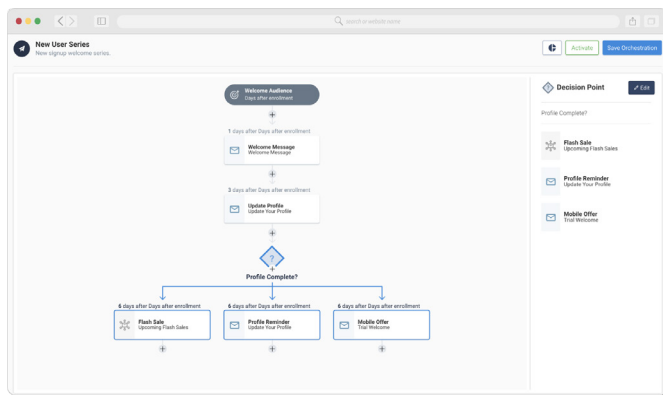 search or website name
New User Series
New signup welcome series.
Activate
Save Orchestration
Welcome Audience
Days after enrollment
1 days after Days after enrollment
Welcome Message
Welcome Message
3 days after Days after enrollment
Update Profile
Update Your Profile
?
Profile Complete?
6 days after Days after enrollment
6 days after Days after enrollment
6 days after Days after enrollment
Flash Sale
Upcoming Flash Sales
Profile Reminder
Update Your Profile
Mobile Offer
Trial Welcome
? Decision Point
Edit
Profile Complete?
Flash Sale
Upcoming Flash Sales
Profile Reminder
Update Your Profile
Mobile Offer
Trial Welcome